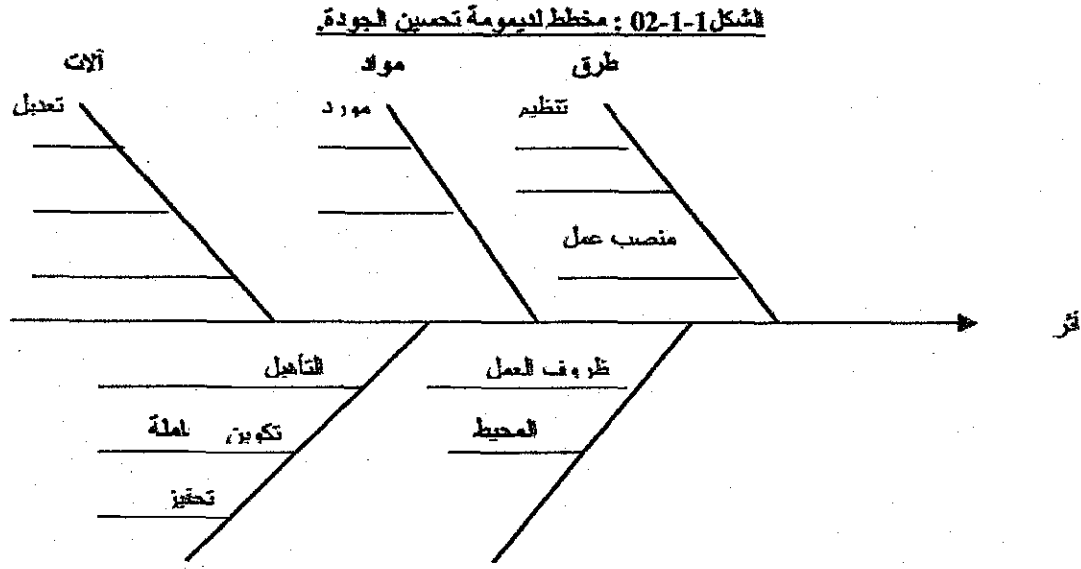 الشكل1-1-02 : مخطط لديمومة تحسين الجودة.
طرق
مواد
آلات
تنظيم
مورد
تعديل
منصب عمل
أثر
ظروف العمل
التأهيل
المحيط
تكوين
املة
تحفيز